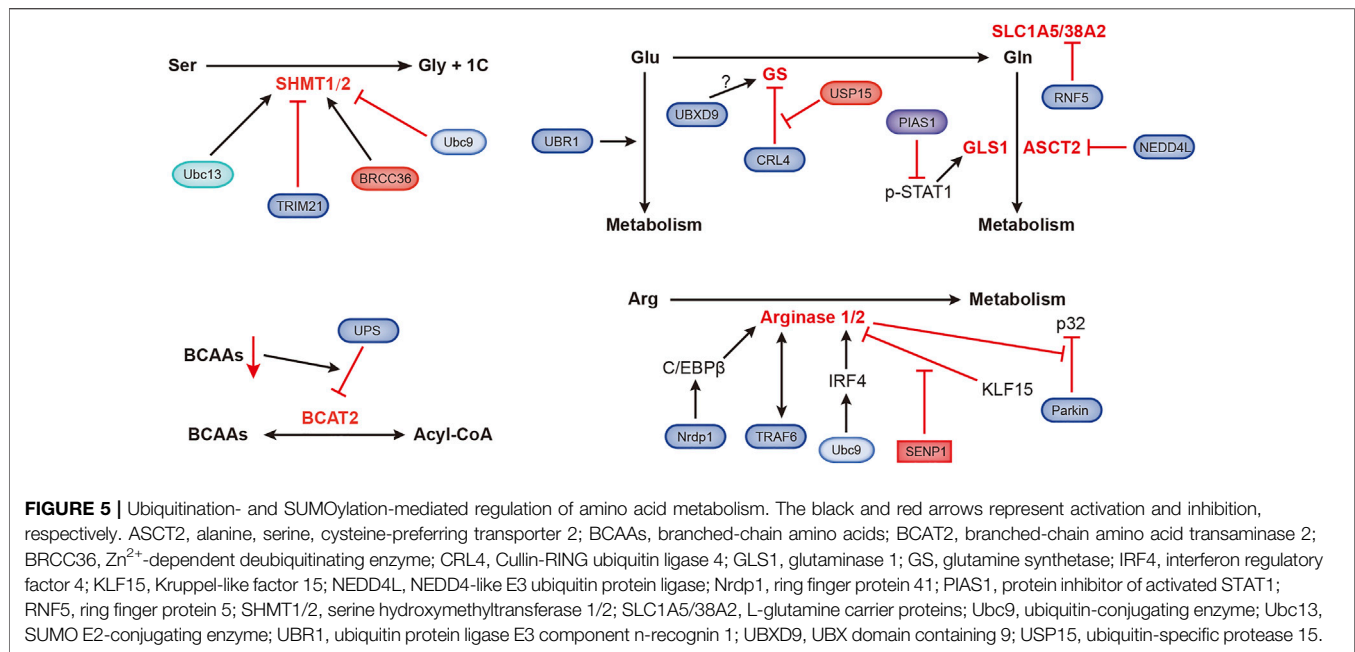 Ser
Gly + 1C
SHMT1/2
Ubc13
TRIM21
BRCC36
Ubc9
Glu
Gln
SLC1A5/38A2
RNF5
?
GS
UBXD9
USP15
CRL4
UBR1
PIAS1
GLS1
ASCT2
NEDD4L
p-STAT1
Metabolism
Metabolism
UPS
BCAAs
BCAT2
BCAAs
Acyl-CoA
Arg
Metabolism
Arginase 1/2
p32
C/EBPβ
IRF4
KLF15
Nrdp1
TRAF6
Ubc9
SENP1
Parkin
FIGURE 5 | Ubiquitination- and SUMOylation-mediated regulation of amino acid metabolism. The black and red arrows represent activation and inhibition,
respectively. ASCT2, alanine, serine, cysteine-preferring transporter 2; BCAAs, branched-chain amino acids; BCAT2, branched-chain amino acid transaminase 2;
BRCC36, Zn2+-dependent deubiquitinating enzyme; CRL4, Cullin-RING ubiquitin ligase 4; GLS1, glutaminase 1; GS, glutamine synthetase; IRF4, interferon regulatory
factor 4; KLF15, Kruppel-like factor 15; NEDD4L, NEDD4-like E3 ubiquitin protein ligase; Nrdp1, ring finger protein 41; PIAS1, protein inhibitor of activated STAT1;
RNF5, ring finger protein 5; SHMT1/2, serine hydroxymethyltransferase 1/2; SLC1A5/38A2, L-glutamine carrier proteins; Ubc9, ubiquitin-conjugating enzyme; Ubc13,
SUMO E2-conjugating enzyme; UBR1, ubiquitin protein ligase E3 component n-recognin 1; UBXD9, UBX domain containing 9; USP15, ubiquitin-specific protease 15.